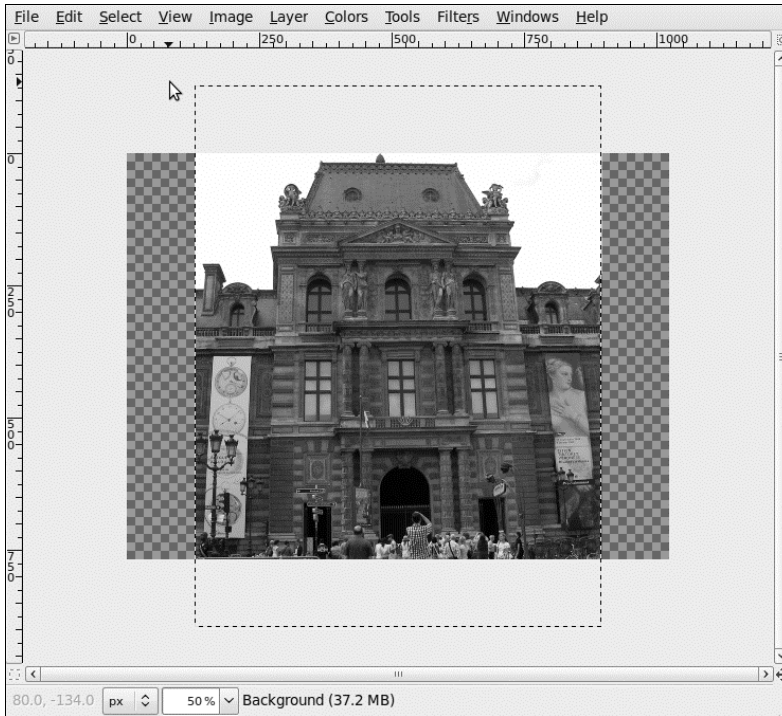 File Edit Select View Image Layer Colors Tools Filters Windows Help
0 250 500 750 1000
0
250
500
750
80.0, -134.0 px 50 % Background (37.2 MB)